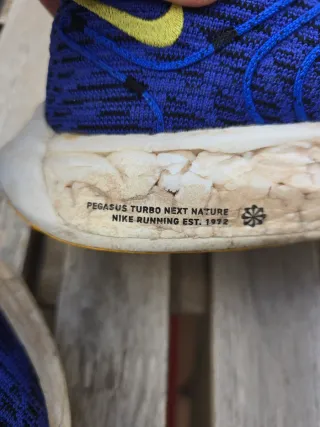 PEGASUS TURBO NEXT NATURE
NIKE RUNNING EST. 1972